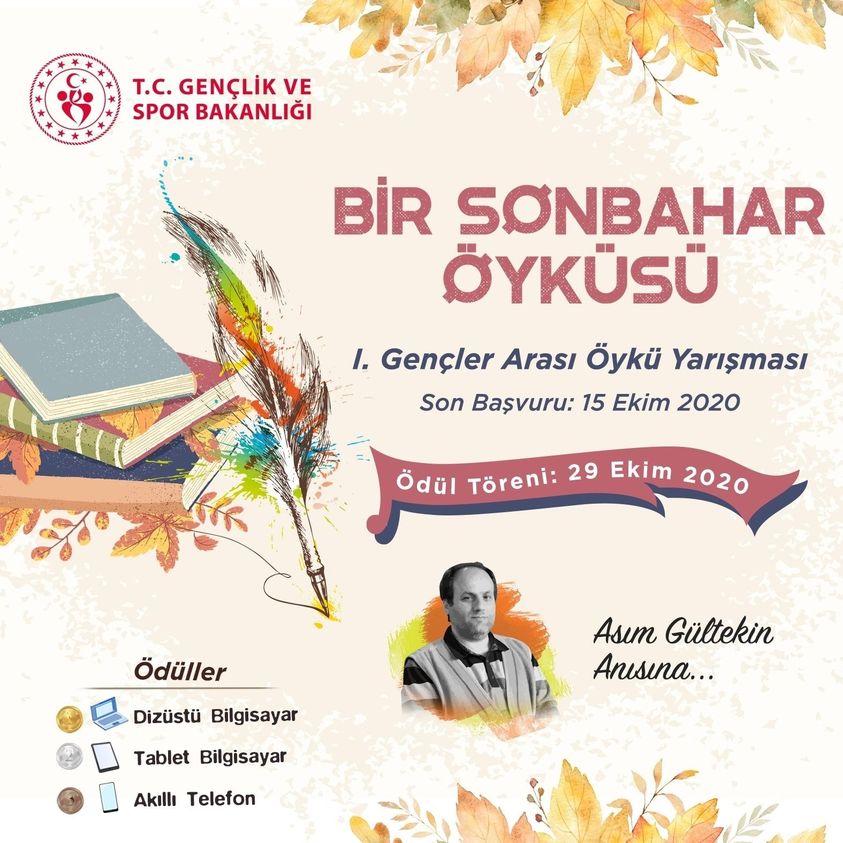 T.C. GENÇLİK VE
SPOR BAKANLIĞI
BİR SONBAHAR
ÖYKÜSÜ
I. Gençler Arası Öykü Yarışması
Son Başvuru: 15 Ekim 2020
Ödül Töreni: 29 Ekim 2020
Asım Gültekin
Anısına...
Ödüller
Dizüstü Bilgisayar
Tablet Bilgisayar
Akıllı Telefon